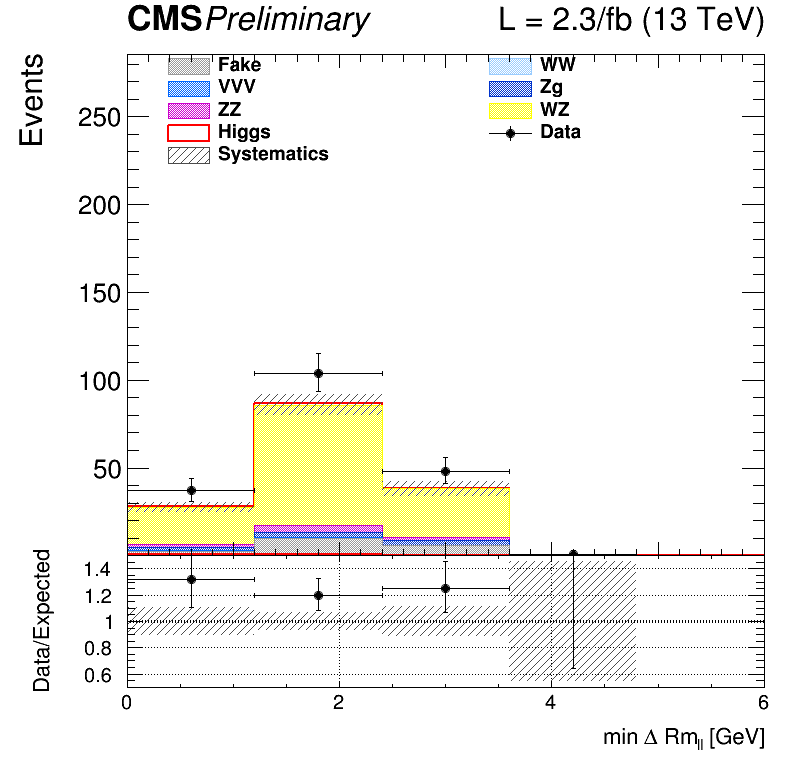 CMS Preliminary L = 2.3/fb (13 TeV)
Events
Fake WW
VVV Zg
ZZ WZ
Higgs Data
Systematics
250
200
150
100
50
Data/Expected
1.4
1.2
1
0.8
0.6
0 2 4 6
min Δ Rm_ll [GeV]